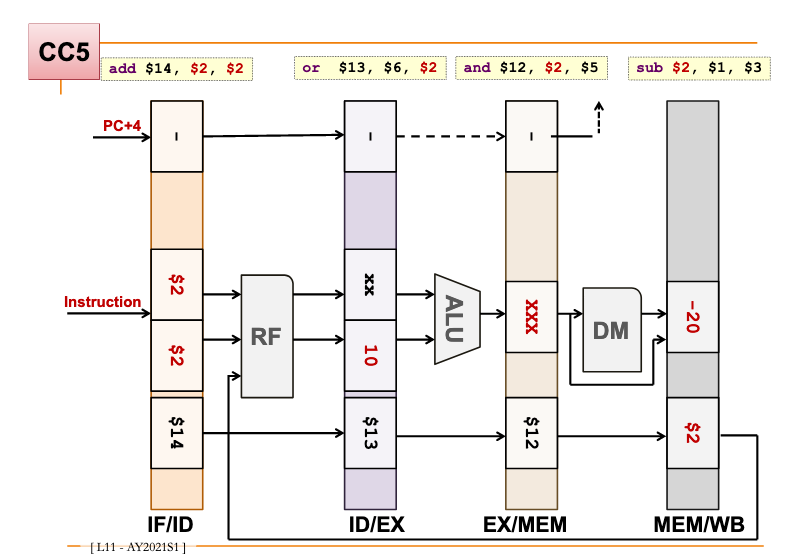 CC5
add $14, $2, $2
or $13, $6, $2
and $12, $2, $5
sub $2, $1, $3
PC+4
–
–
–
Instruction
$2
$2
$14
RF
xx
10
$13
ALU
XXX
$12
DM
-20
$2
IF/ID
ID/EX
EX/MEM
MEM/WB
[ L11 - AY2021S1 ]